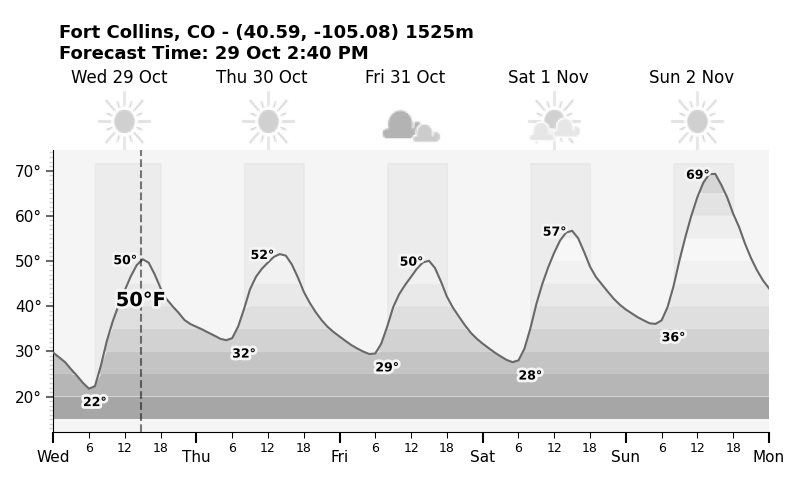 Fort Collins, CO - (40.59, -105.08) 1525m
Forecast Time: 29 Oct 2:40 PM
Wed 29 Oct Thu 30 Oct Fri 31 Oct Sat 1 Nov Sun 2 Nov
70°
60°
50°
40°
30°
20°
50° 52° 50° 57° 69°
50°F
22° 32° 29° 28° 36°
6 12 18 6 12 18 6 12 18 6 12 18 6 12 18
Wed Thu Fri Sat Sun Mon